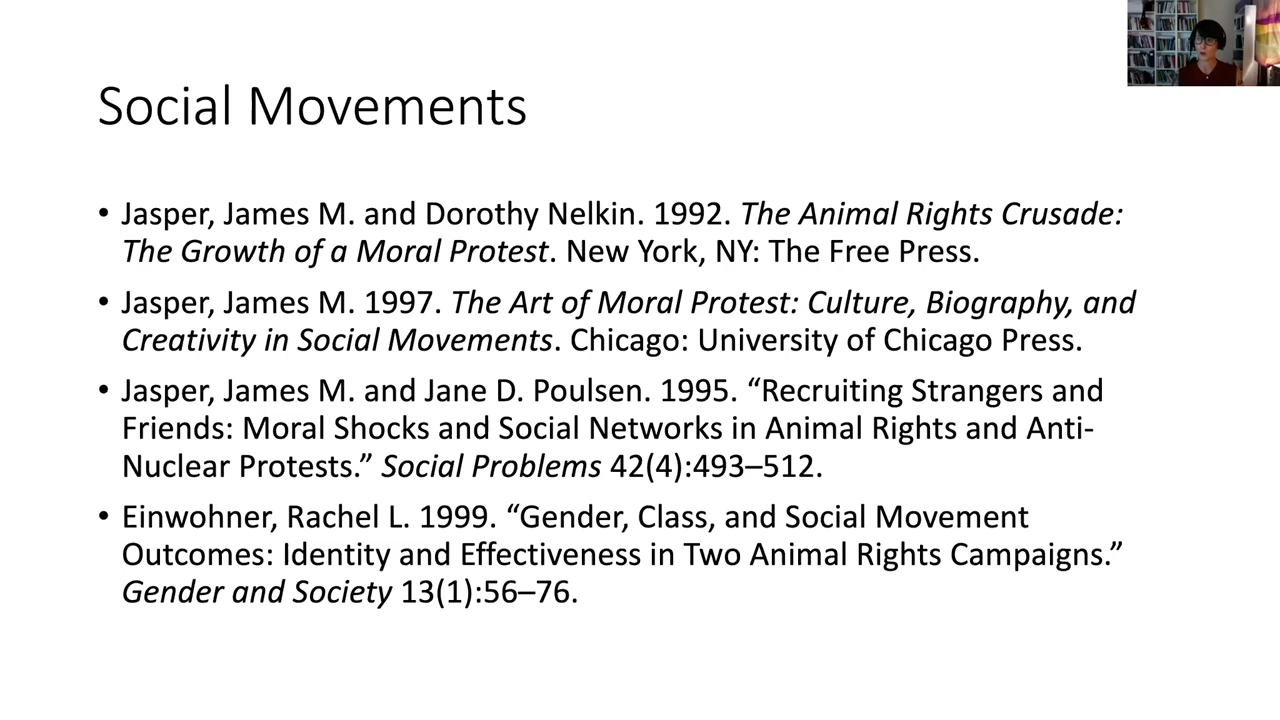 Social Movements
• Jasper, James M. and Dorothy Nelkin. 1992. The Animal Rights Crusade:
The Growth of a Moral Protest. New York, NY: The Free Press.
• Jasper, James M. 1997. The Art of Moral Protest: Culture, Biography, and
Creativity in Social Movements. Chicago: University of Chicago Press.
• Jasper, James M. and Jane D. Poulsen. 1995. “Recruiting Strangers and
Friends: Moral Shocks and Social Networks in Animal Rights and Anti-
Nuclear Protests.” Social Problems 42(4):493–512.
• Einwohner, Rachel L. 1999. “Gender, Class, and Social Movement
Outcomes: Identity and Effectiveness in Two Animal Rights Campaigns.”
Gender and Society 13(1):56–76.